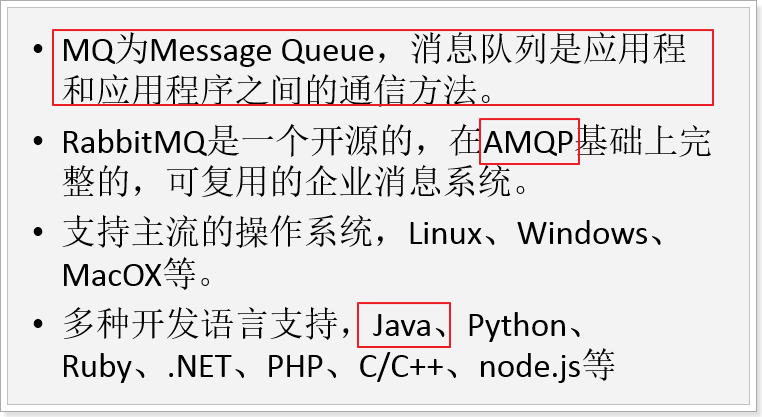 • MQ为Message Queue，消息队列是应用程
和应用程序之间的通信方法。
• RabbitMQ是一个开源的，在AMQP基础上完
整的，可复用的企业消息系统。
• 支持主流的操作系统，Linux、Windows、
MacOX等。
• 多种开发语言支持，Java、Python、
Ruby、.NET、PHP、C/C++、node.js等